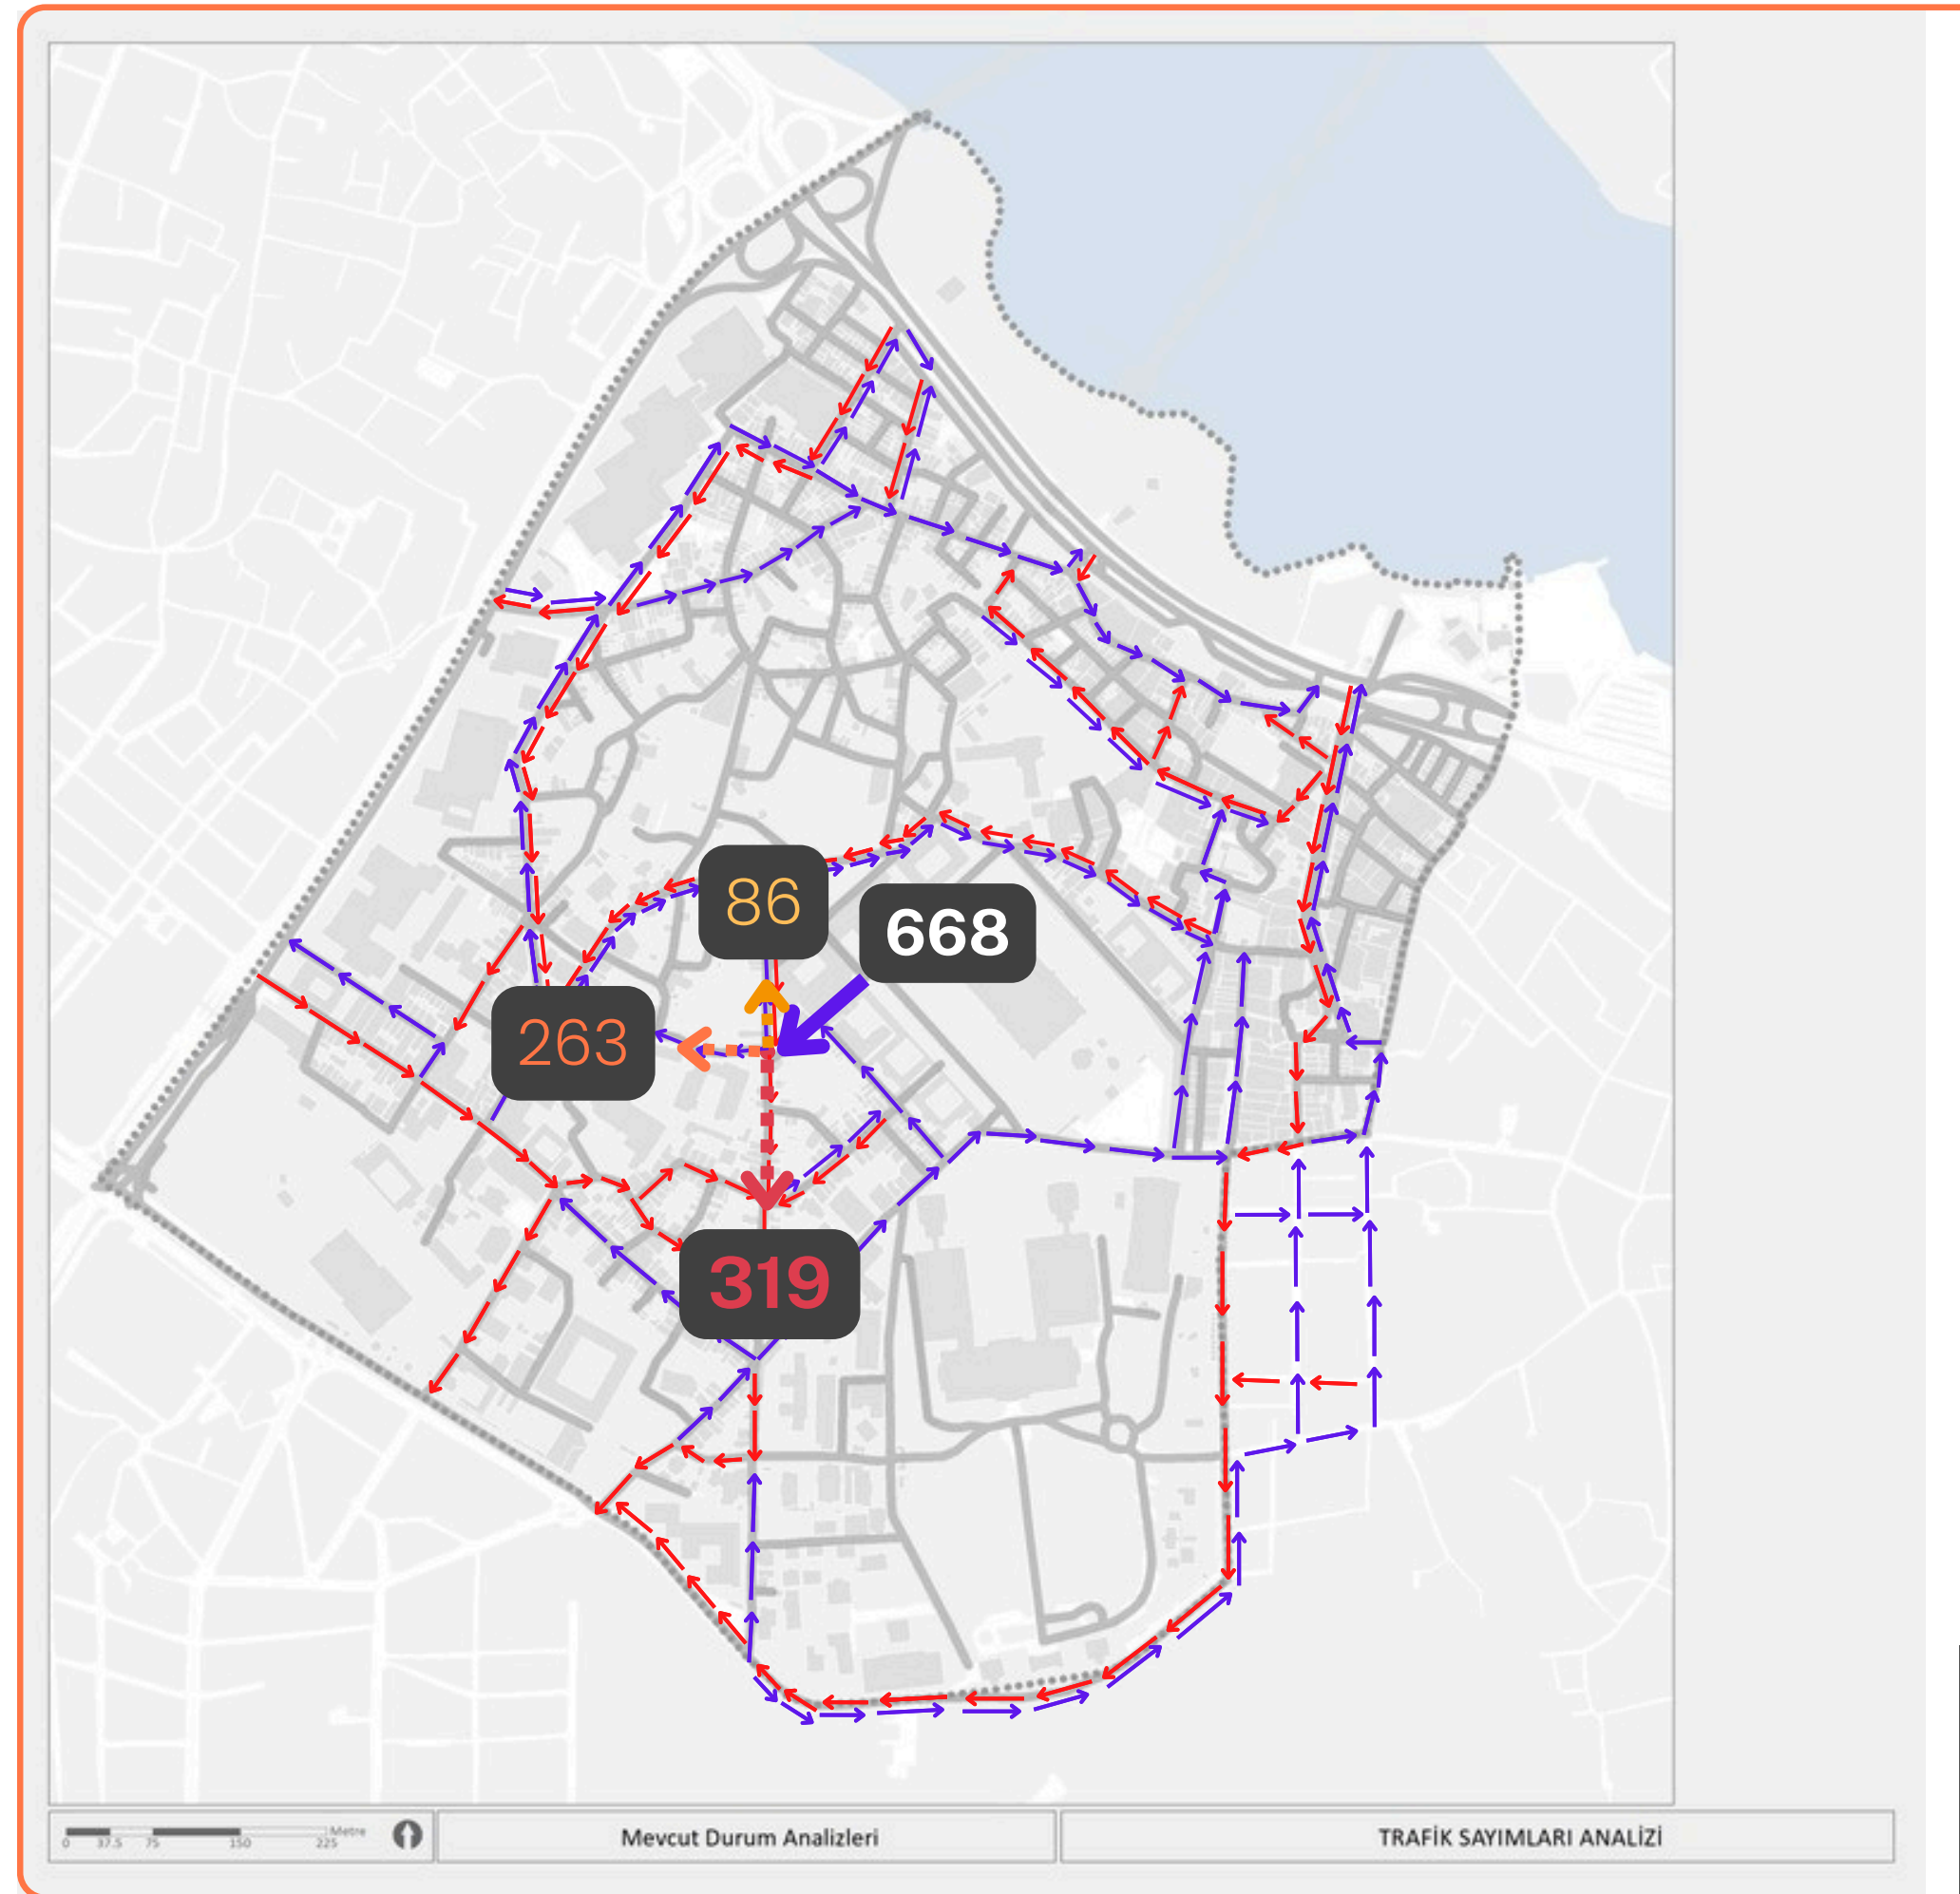 86
668
263
319
Metre
0 37.5 75 150 225
Mevcut Durum Analizleri
TRAFİK SAYIMLARI ANALİZİ